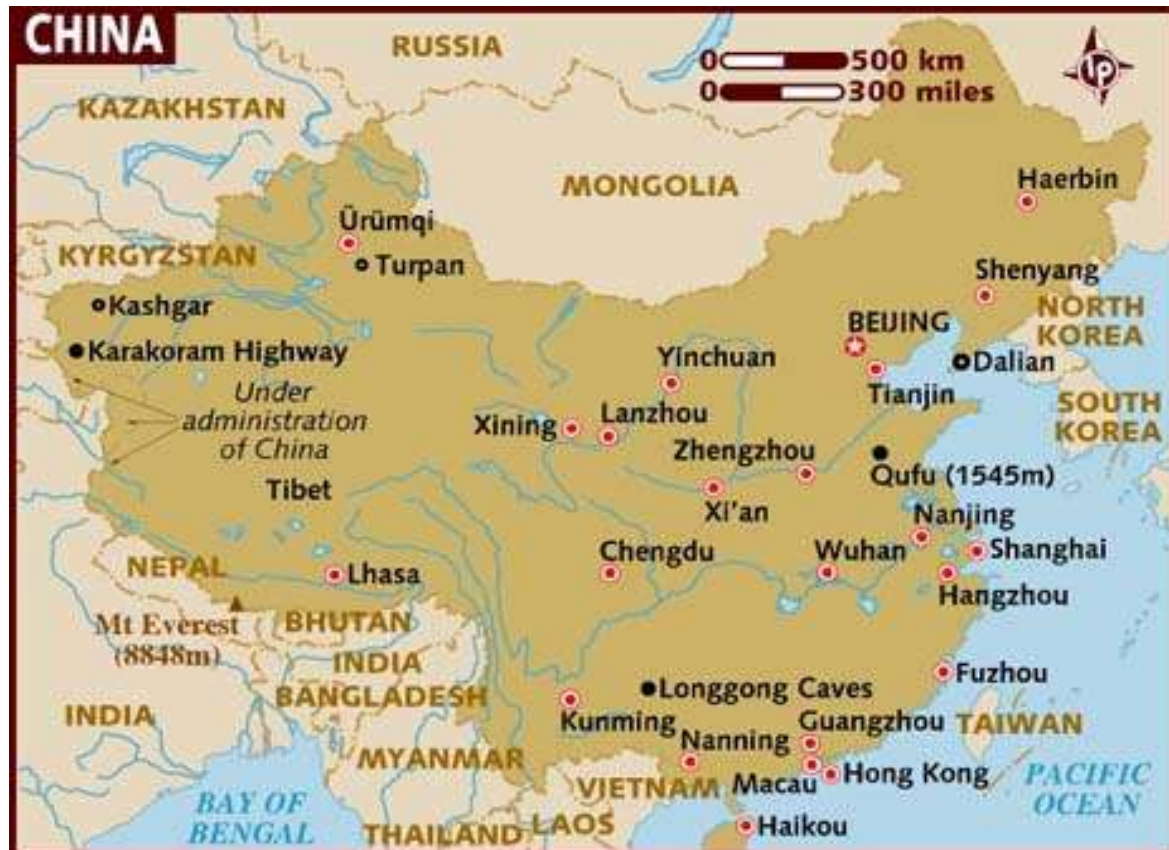 CHINA
RUSSIA
0 500 km
0 300 miles
lp
KAZAKHSTAN
MONGOLIA
Haerbin
Ürümqi
KYRGYZSTAN
Turpan
Shenyang
Kashgar
NORTH
KOREA
BEIJING
Karakoram Highway
Yinchuan
Dalian
Tianjin
Under
administration
of China
Xining
Lanzhou
SOUTH
KOREA
Zhengzhou
Qufu (1545m)
Tibet
Xi'an
Nanjing
Chengdu
Wuhan
Shanghai
NEPAL
Lhasa
Hangzhou
Mt Everest
(8848m)
BHUTAN
INDIA
BANGLADESH
Fuzhou
INDIA
Longgong Caves
Kunming
Guangzhou
TAIWAN
Nanning
MYANMAR
VIETNAM
Macau
Hong Kong
PACIFIC
OCEAN
BAY OF
BENGAL
THAILAND
LAOS
Haikou